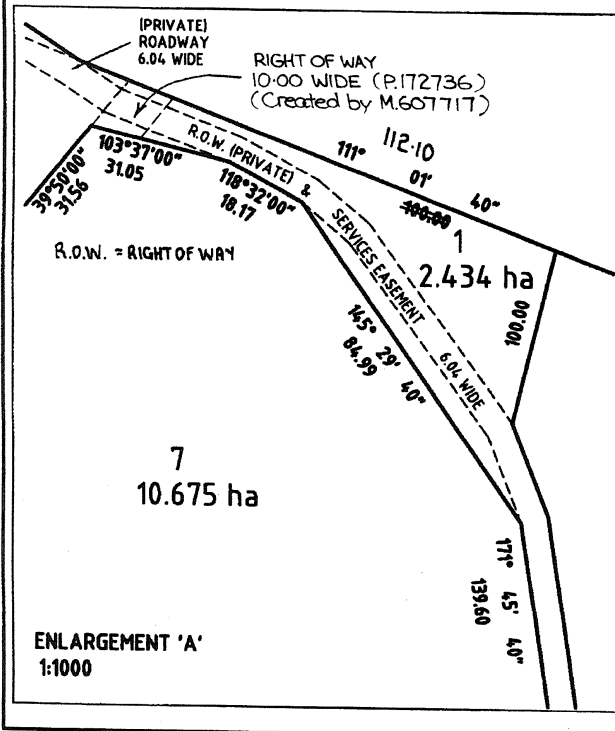 (PRIVATE)
ROADWAY
6.04 WIDE
RIGHT OF WAY
10·00 WIDE (P.172736)
(Created by M.607717)
112·10
111° 01' 40"
100.00
R.O.W. (PRIVATE) & SERVICES EASEMENT 6.04 WIDE
103°37'00"
31.05
39°50'00"
31.56
118°32'00"
18.17
R.O.W. = RIGHT OF WAY
1
2.434 ha
100.00
145° 29' 40"
84.99
7
10.675 ha
171° 45' 40"
139.60
ENLARGEMENT 'A'
1:1000